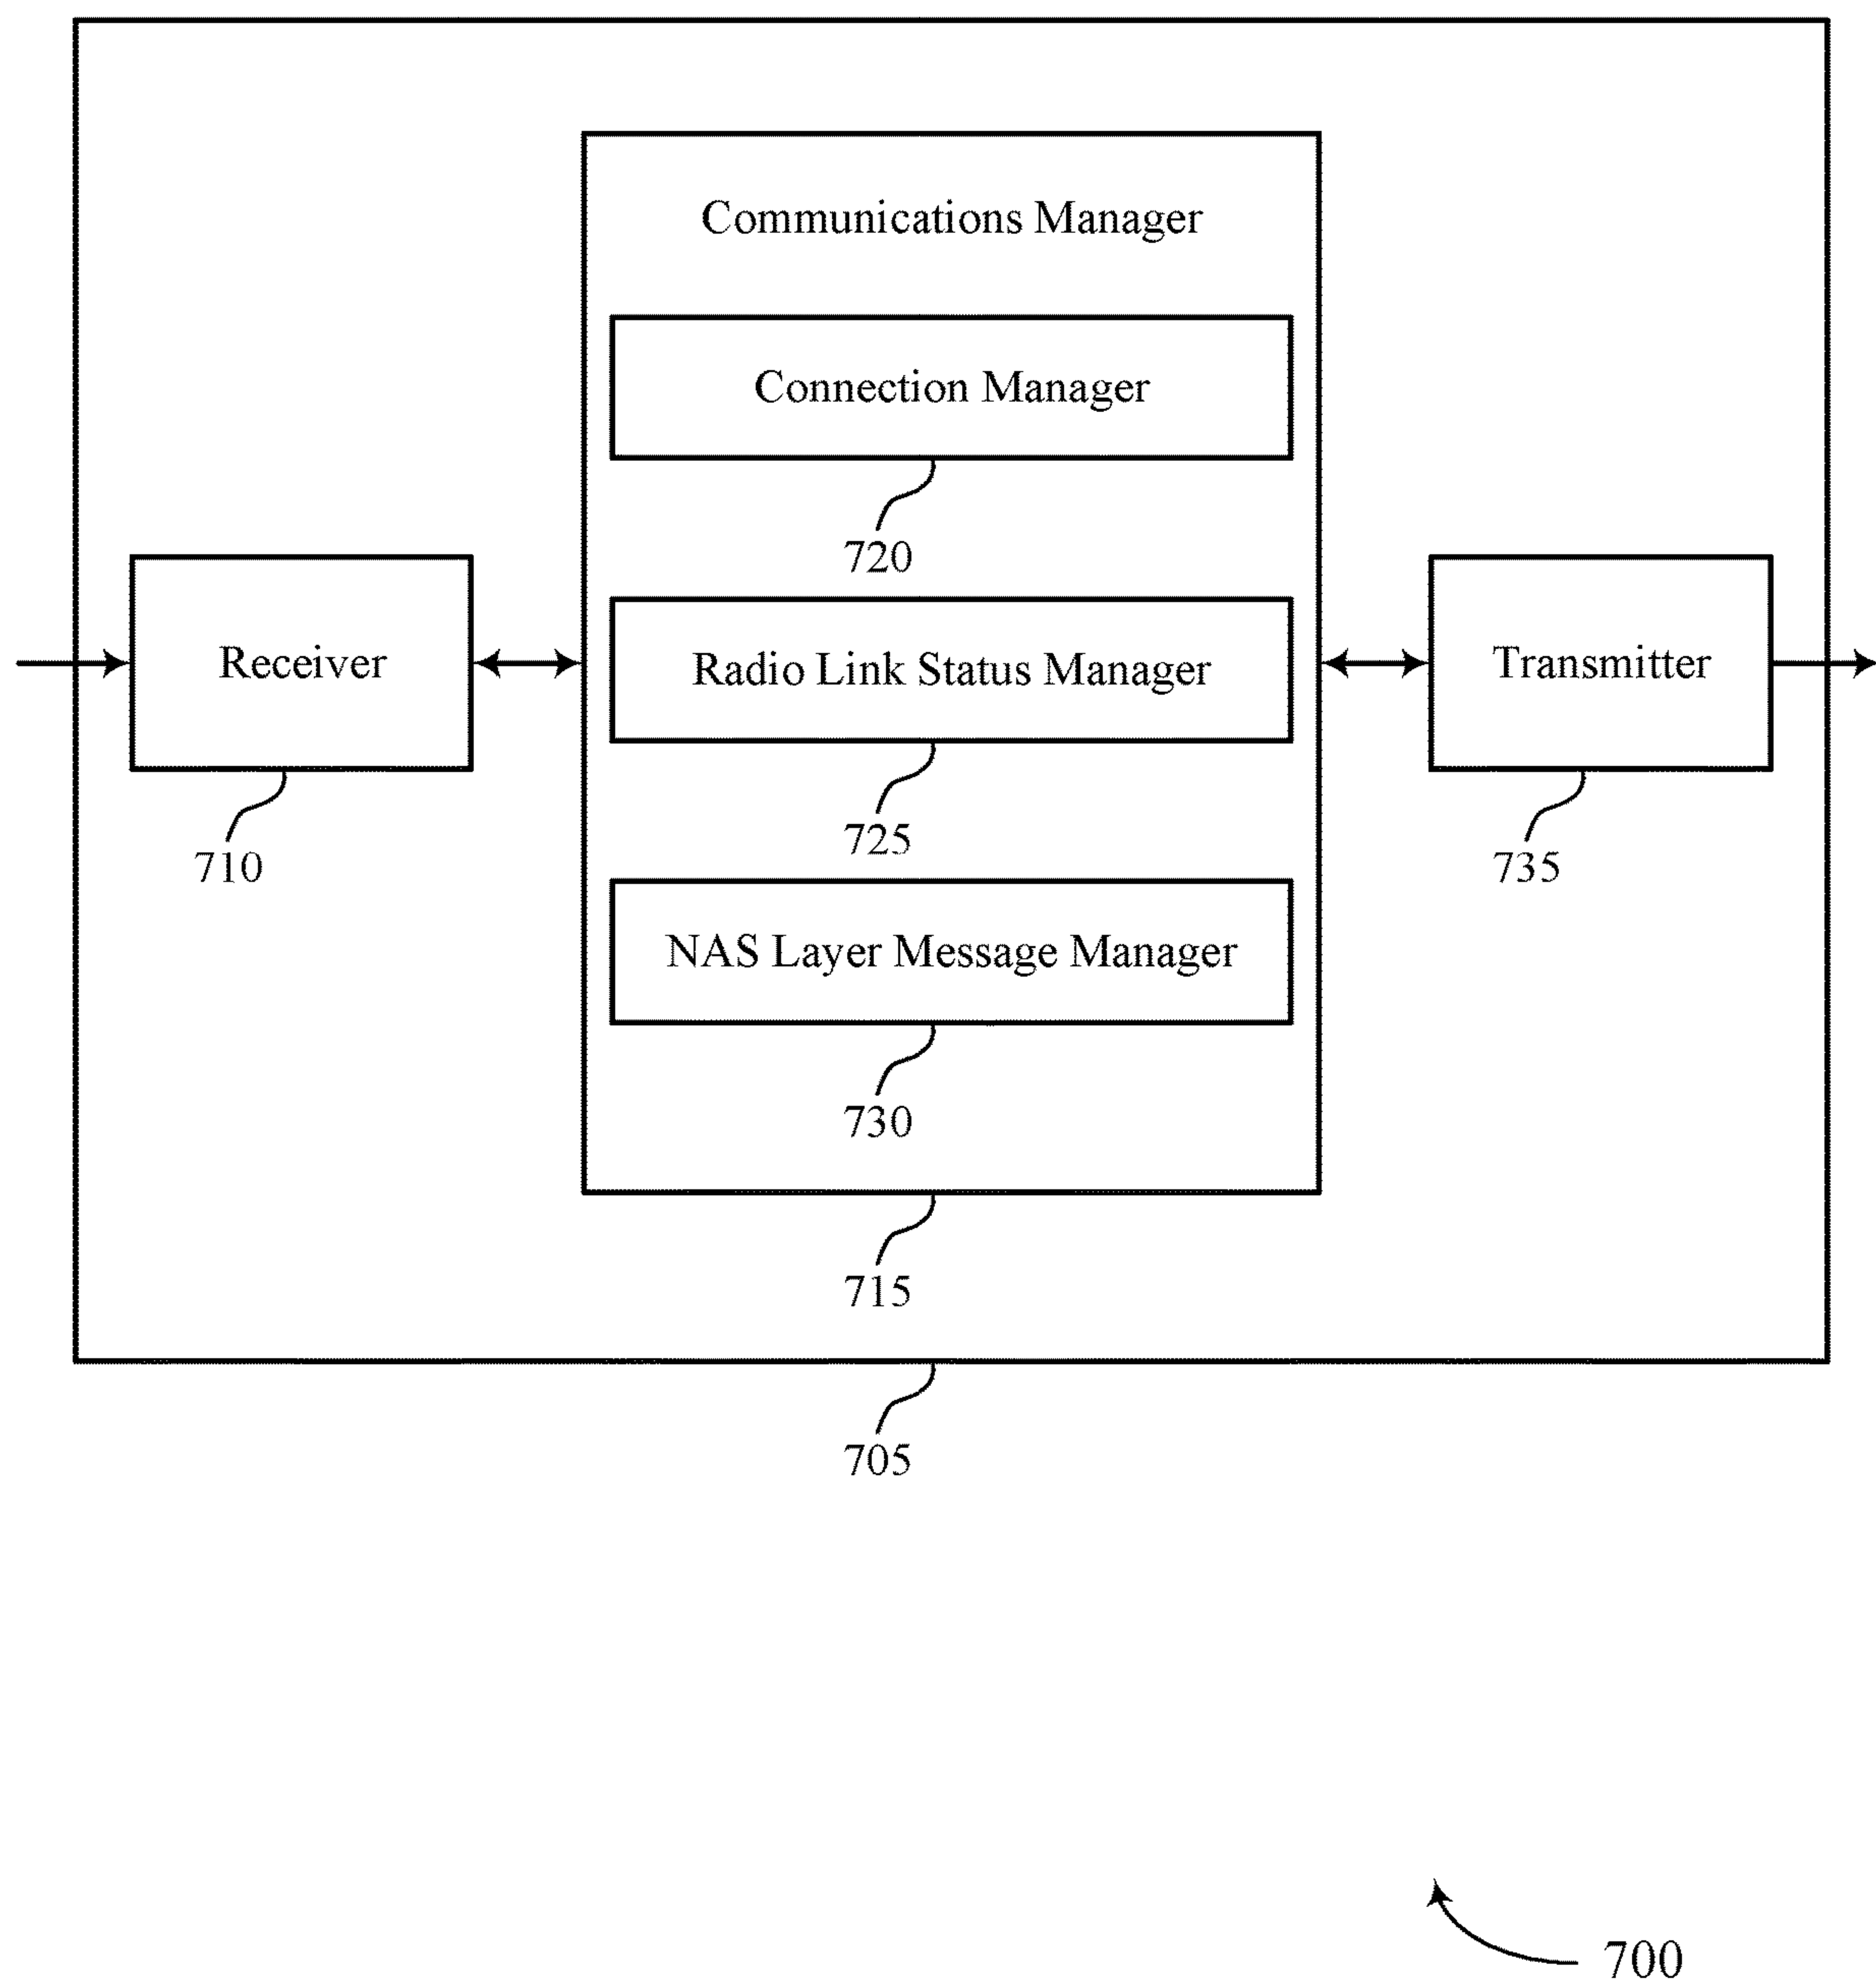 Communications Manager
Connection Manager
720
Receiver
Radio Link Status Manager
Transmitter
710
725
735
NAS Layer Message Manager
730
715
705
700